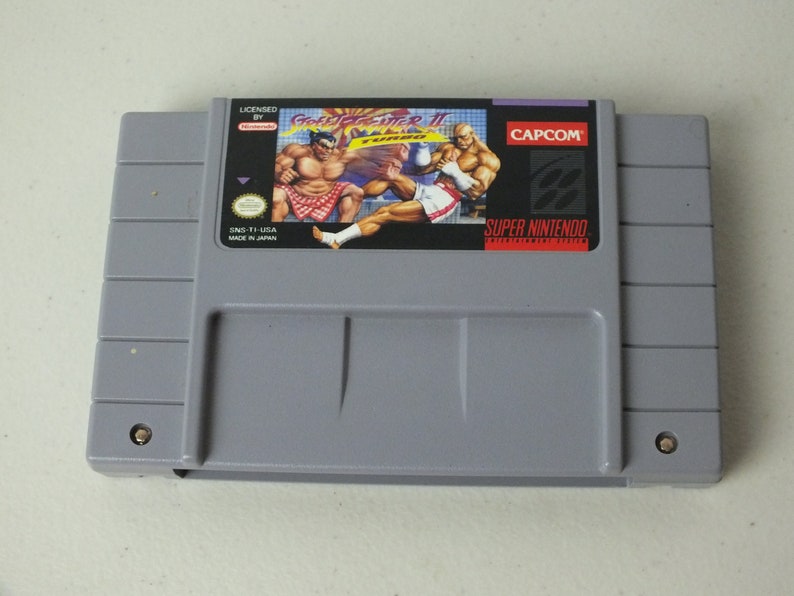 LICENSED
BY
Nintendo
STREET FIGHTER II
TURBO
CAPCOM
SNS-TI-USA
MADE IN JAPAN
SUPER NINTENDO
ENTERTAINMENT SYSTEM